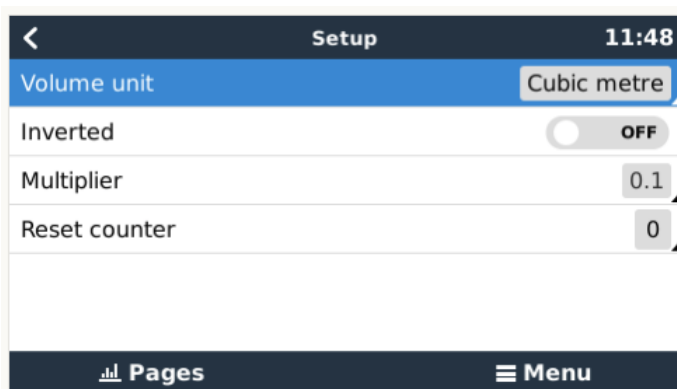 Setup 11:48
Volume unit Cubic metre
Inverted OFF
Multiplier 0.1
Reset counter 0
Pages Menu